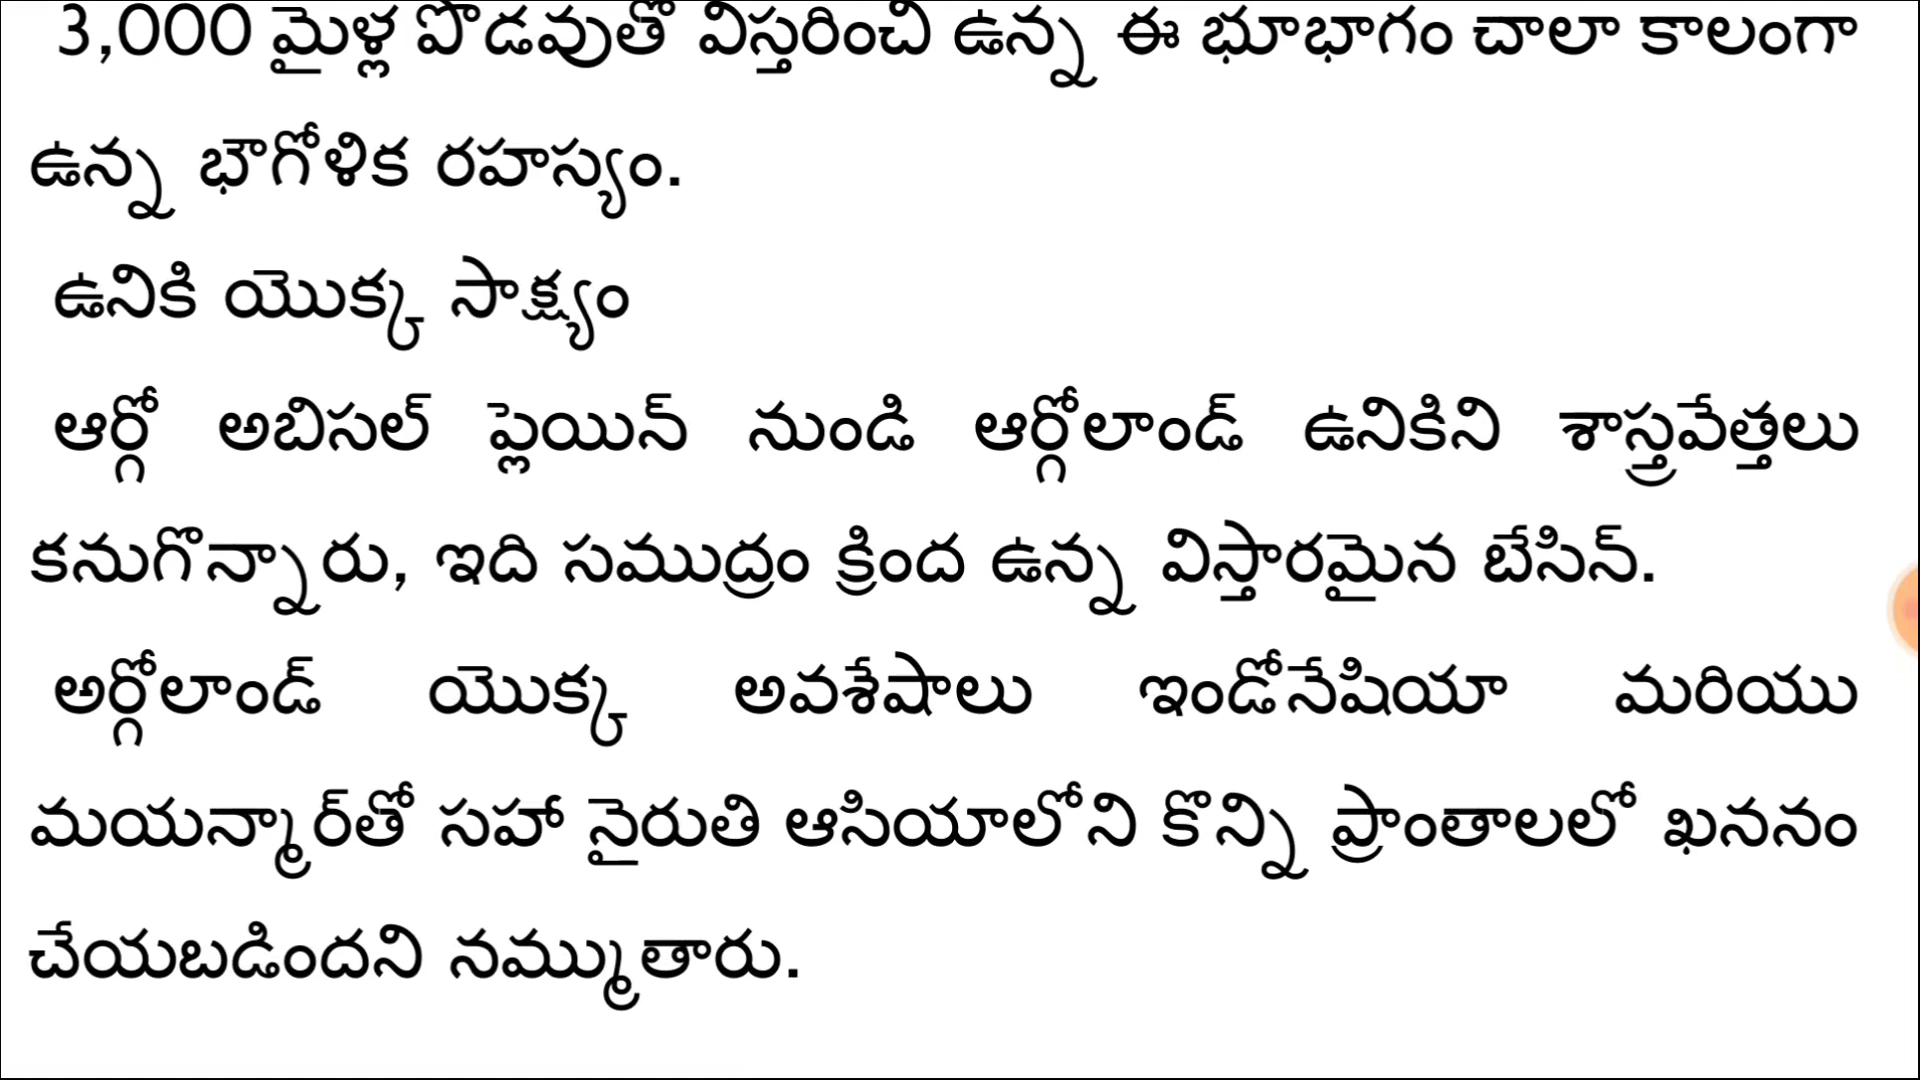 3,000 మైళ్ల పొడవుతో విస్తరించి ఉన్న ఈ భూభాగం చాలా కాలంగా
ఉన్న భౌగోళిక రహస్యం.
ఉనికి యొక్క సాక్ష్యం
ఆర్గో అబిసల్ ప్లెయిన్ నుండి ఆర్గోలాండ్ ఉనికిని శాస్త్రవేత్తలు
కనుగొన్నారు, ఇది సముద్రం క్రింద ఉన్న విస్తారమైన బేసిన్.
అర్గోలాండ్ యొక్క అవశేషాలు ఇండోనేషియా మరియు
మయన్మార్‌తో సహా నైరుతి ఆసియాలోని కొన్ని ప్రాంతాలలో ఖననం
చేయబడిందని నమ్ముతారు.